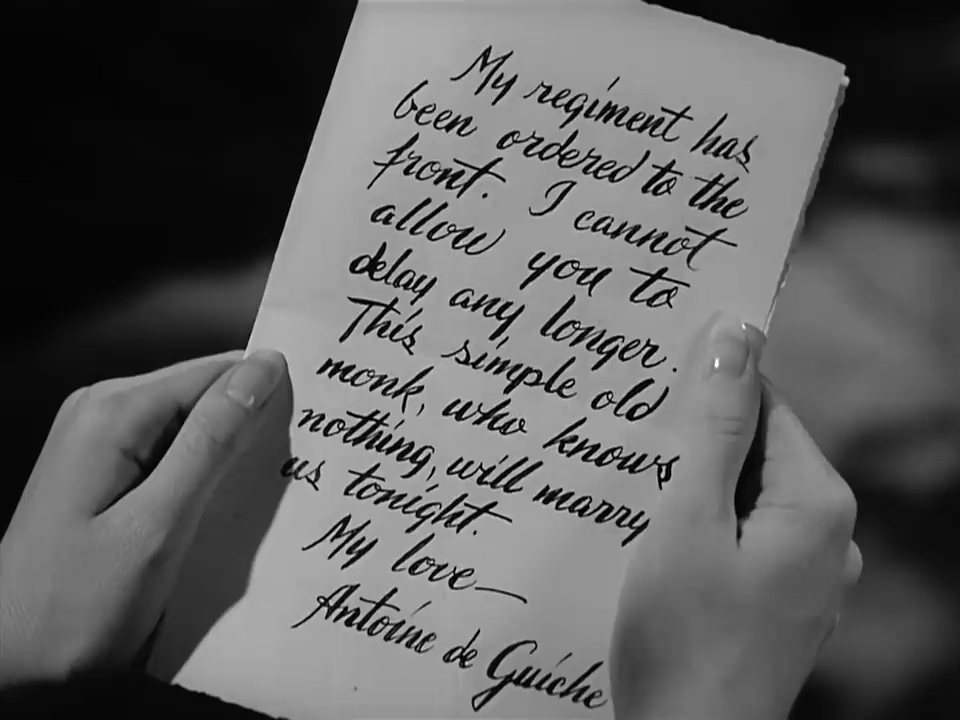 My regiment has
been ordered to the
front. I cannot
allow you to
delay any longer.
This simple old
monk, who knows
nothing, will marry
us tonight.
My love—
Antoine de Guiche